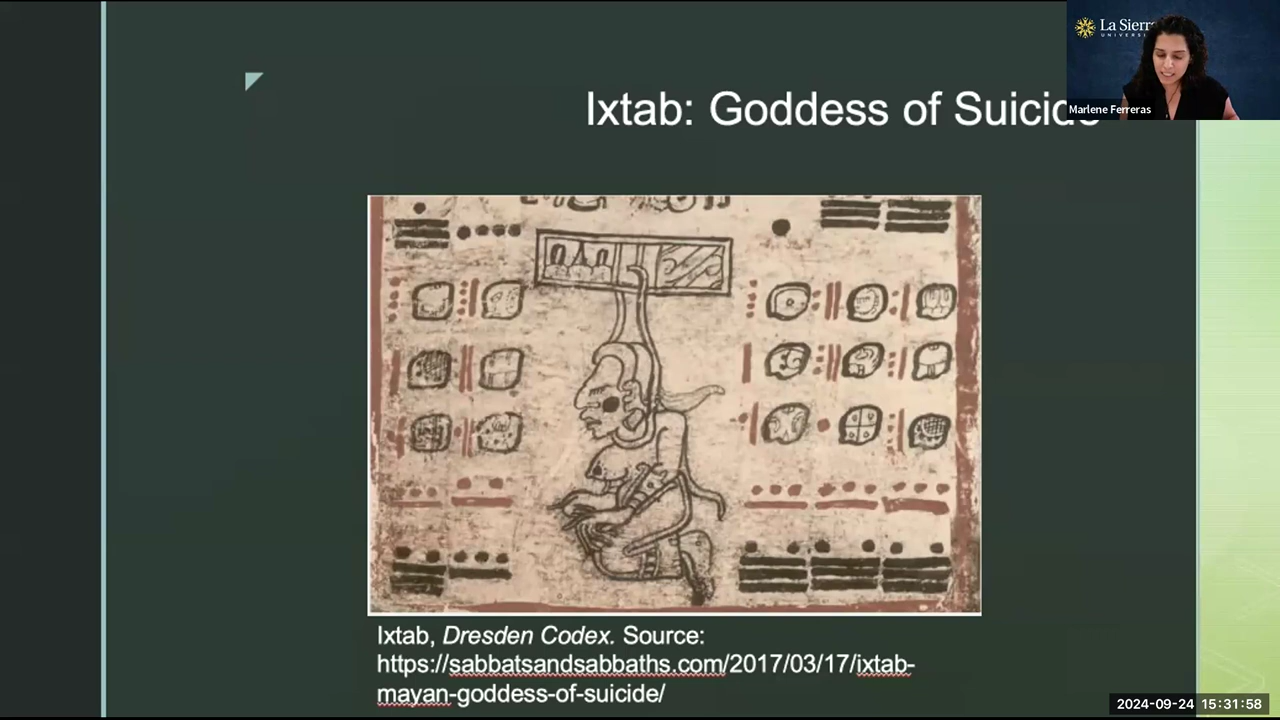 La Sierra
UNIVERSI
Marlene Ferreras
Ixtab: Goddess of Suicide
Ixtab, Dresden Codex. Source:
https://sabbatsandsabbaths.com/2017/03/17/ixtab-
mayan-goddess-of-suicide/
2024-09-24 15:31:58